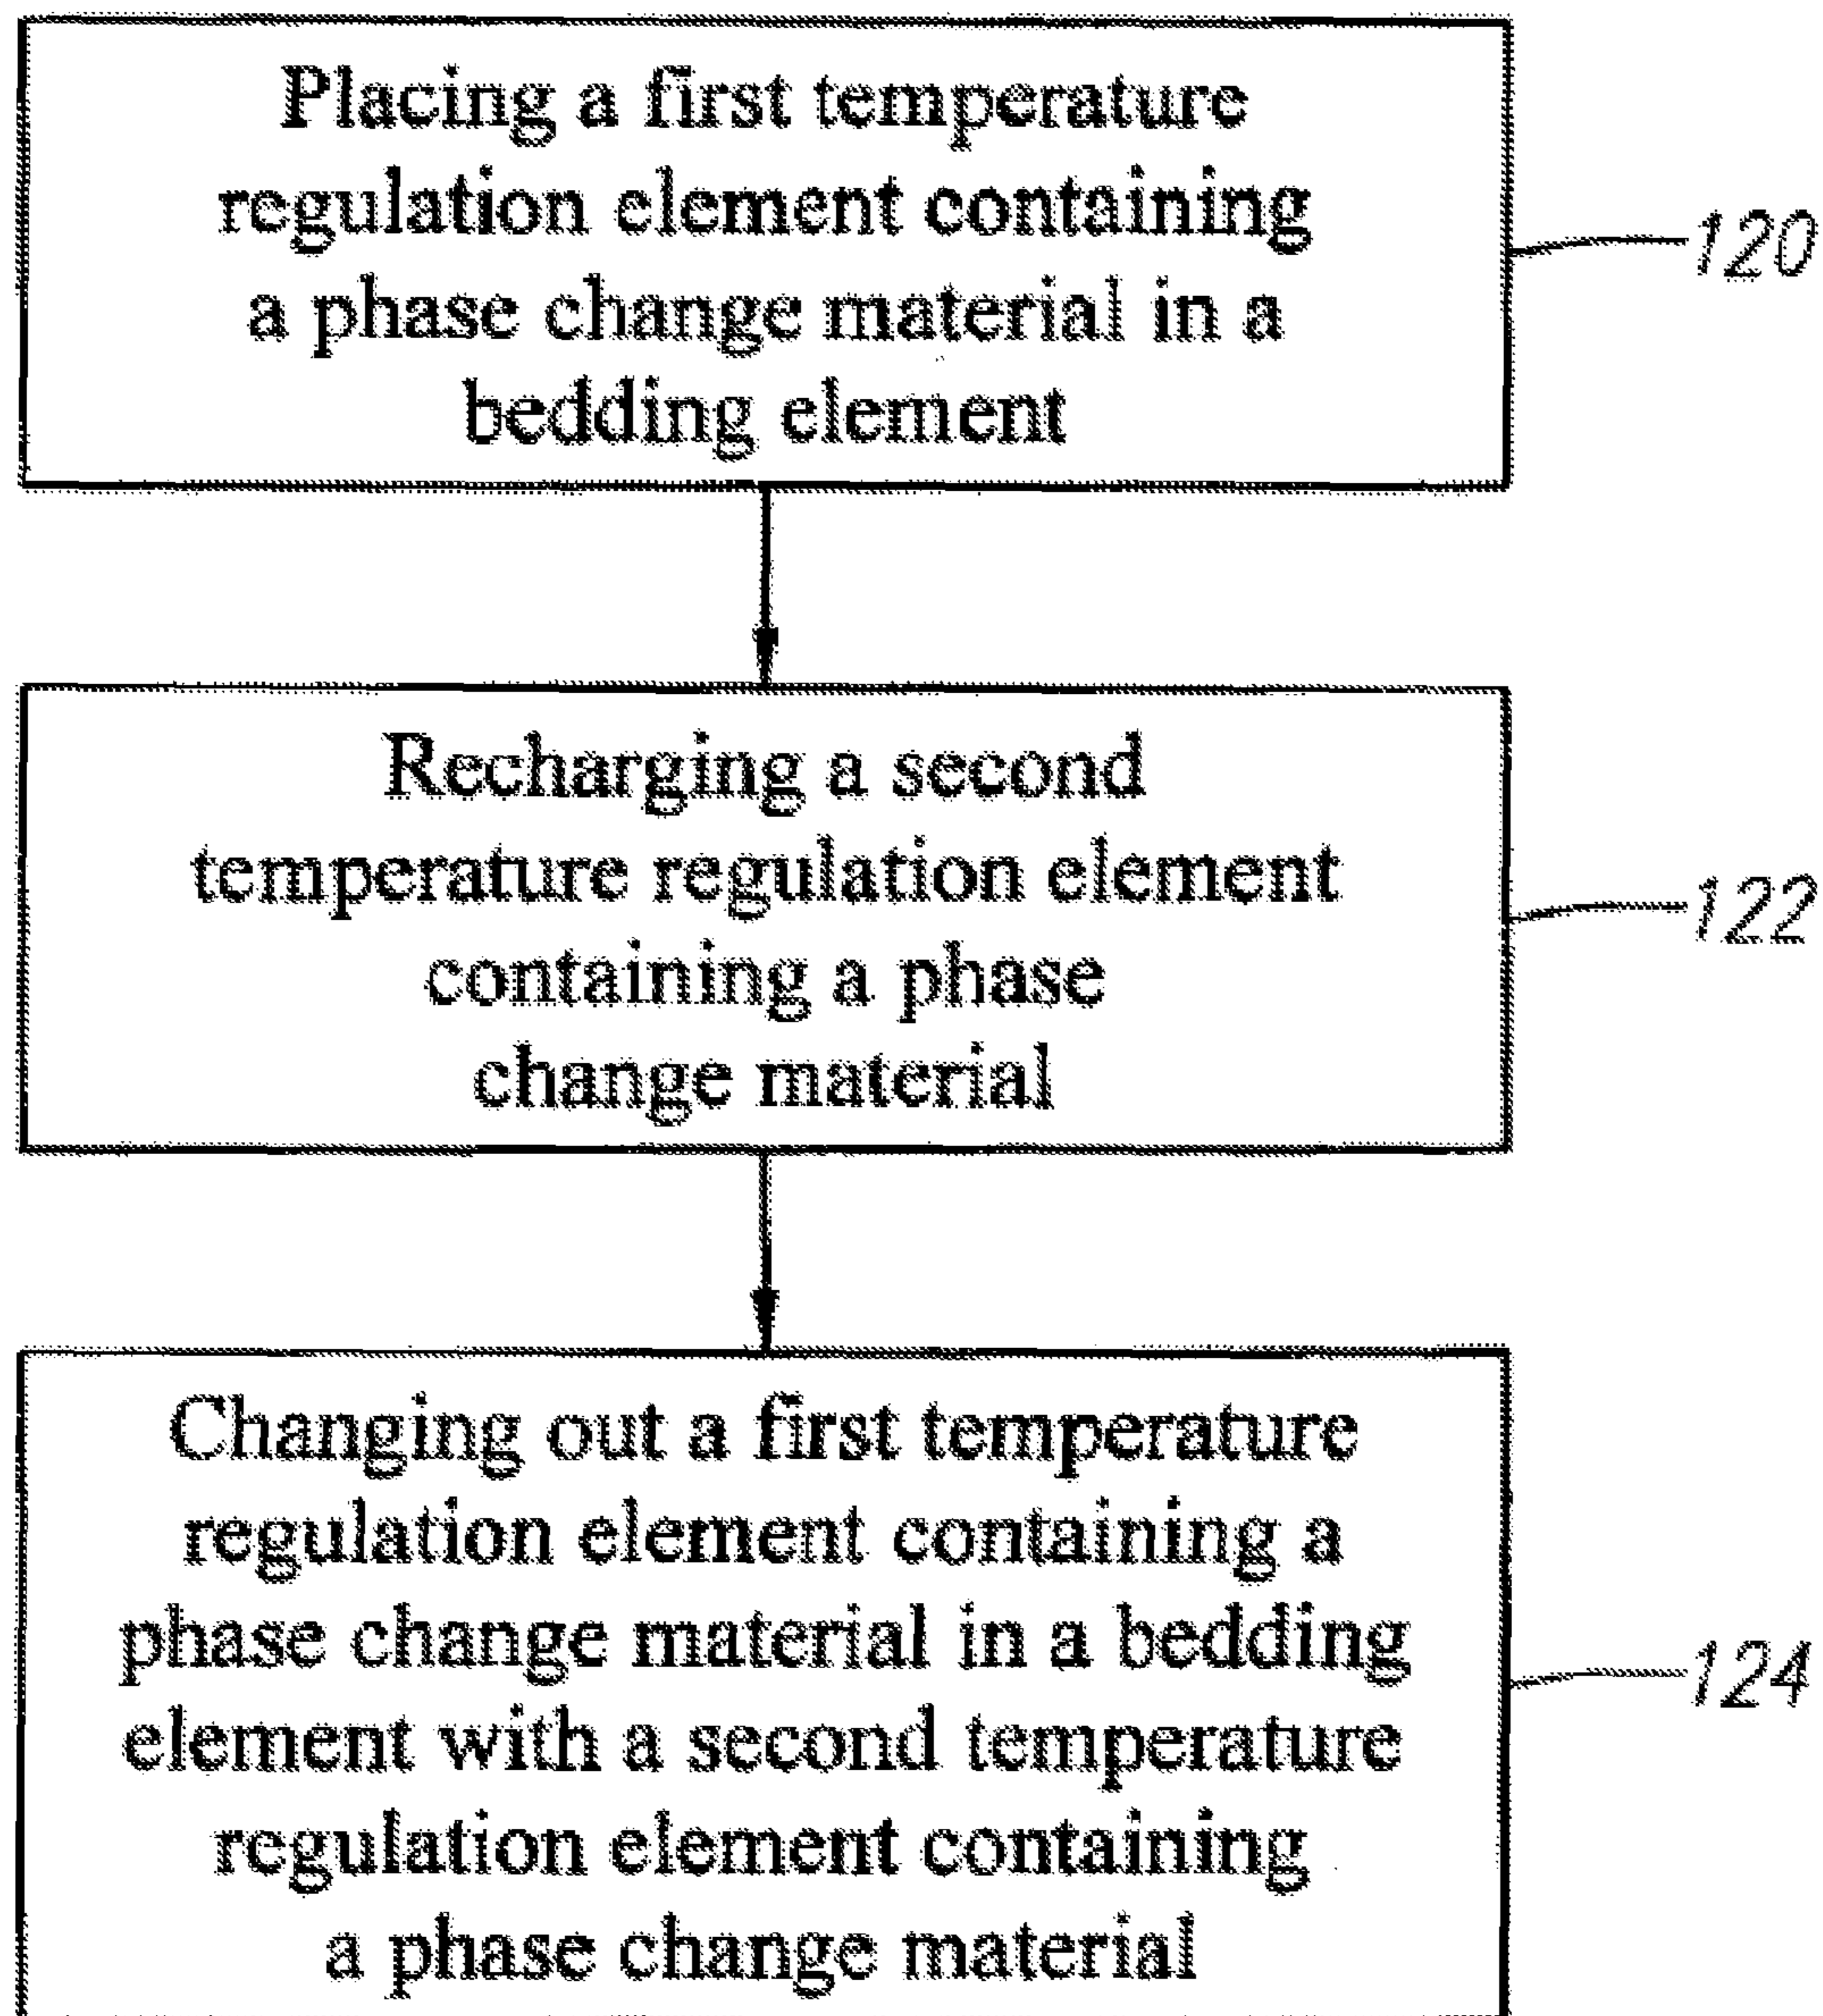 Placing a first temperature
regulation element containing
a phase change material in a
bedding element
120
Recharging a second
temperature regulation element
containing a phase
change material
122
Changing out a first temperature
regulation element containing a
phase change material in a bedding
element with a second temperature
regulation element containing
a phase change material
124